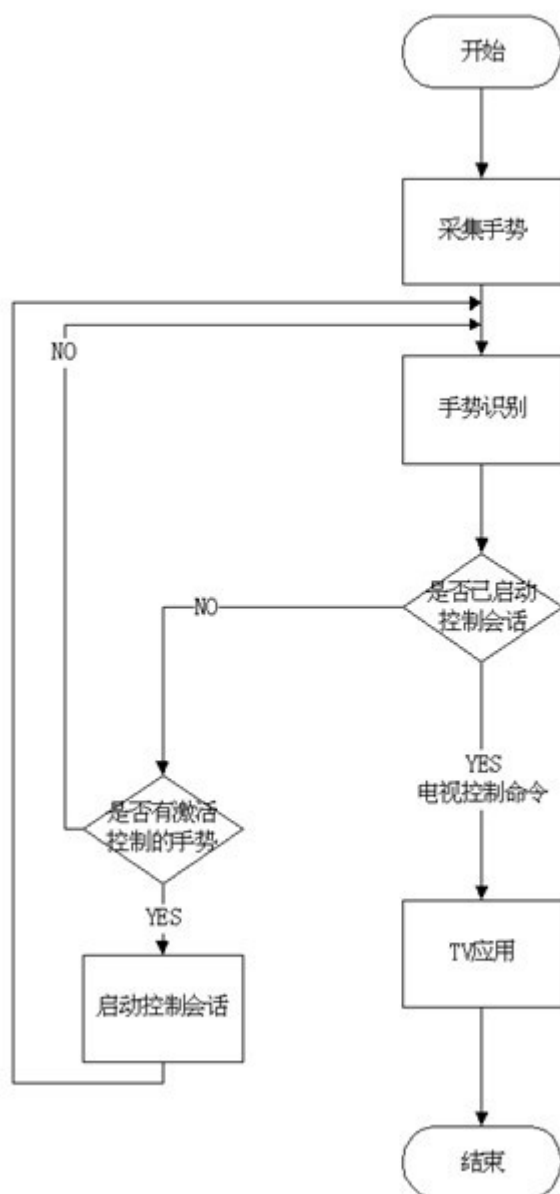 开始
采集手势
NO
手势识别
是否已启动
控制会话
NO
YES
电视控制命令
是否有激活
控制的手势
YES
TV应用
启动控制会话
结束